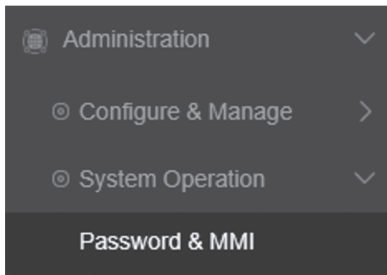 Administration
Configure & Manage
System Operation
Password & MMI